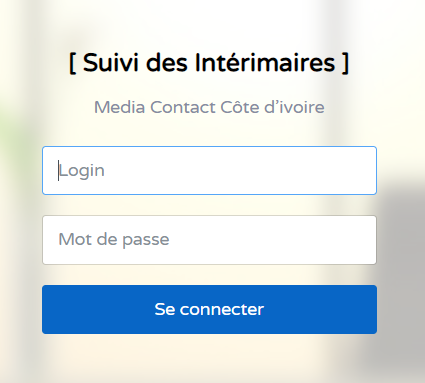 [ Suivi des Intérimaires ]
Media Contact Côte d’ivoire
Login
Mot de passe
Se connecter